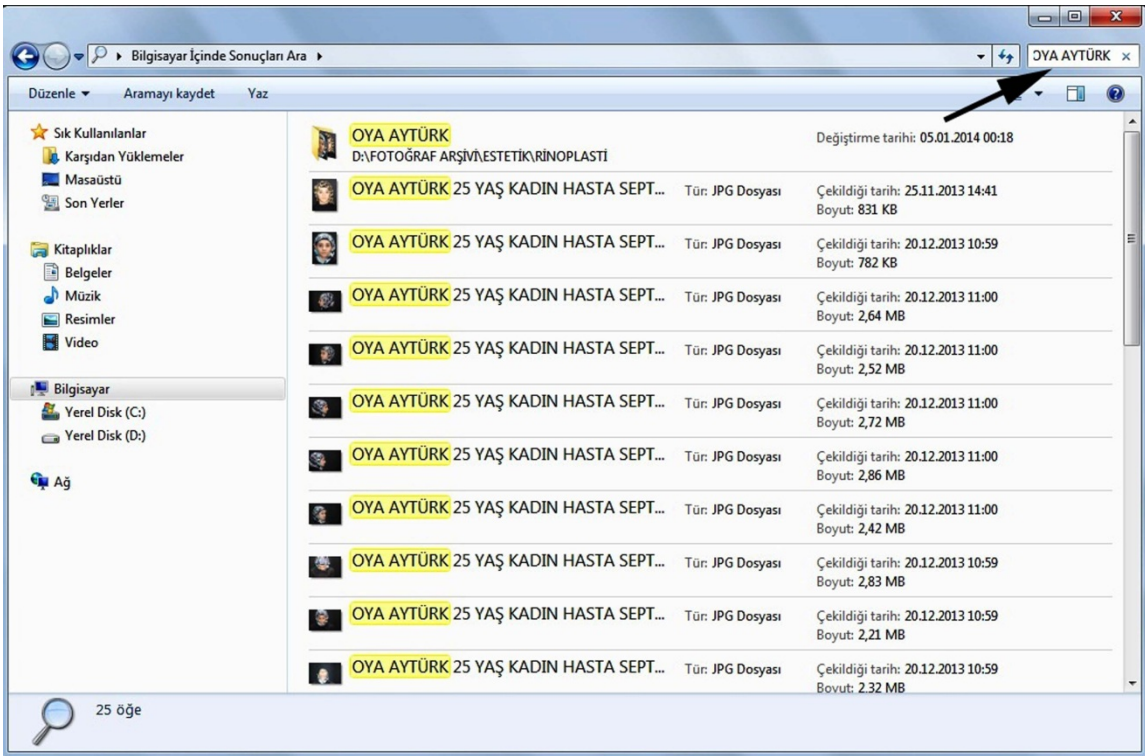 Bilgisayar İçinde Sonuçları Ara
OYA AYTÜRK
Düzenle Aramayı kaydet Yaz
Sık Kullanılanlar
Karşıdan Yüklemeler
Masaüstü
Son Yerler
Kitaplıklar
Belgeler
Müzik
Resimler
Video
Bilgisayar
Yerel Disk (C:)
Yerel Disk (D:)
Ağ
OYA AYTÜRK Değiştirme tarihi: 05.01.2014 00:18
D:\FOTOĞRAF ARŞİVİ\ESTETİK\RİNOPLASTİ
OYA AYTÜRK 25 YAŞ KADIN HASTA SEPT... Tür: JPG Dosyası Çekildiği tarih: 25.11.2013 14:41
Boyut: 831 KB
OYA AYTÜRK 25 YAŞ KADIN HASTA SEPT... Tür: JPG Dosyası Çekildiği tarih: 20.12.2013 10:59
Boyut: 782 KB
OYA AYTÜRK 25 YAŞ KADIN HASTA SEPT... Tür: JPG Dosyası Çekildiği tarih: 20.12.2013 11:00
Boyut: 2,64 MB
OYA AYTÜRK 25 YAŞ KADIN HASTA SEPT... Tür: JPG Dosyası Çekildiği tarih: 20.12.2013 11:00
Boyut: 2,52 MB
OYA AYTÜRK 25 YAŞ KADIN HASTA SEPT... Tür: JPG Dosyası Çekildiği tarih: 20.12.2013 11:00
Boyut: 2,72 MB
OYA AYTÜRK 25 YAŞ KADIN HASTA SEPT... Tür: JPG Dosyası Çekildiği tarih: 20.12.2013 11:00
Boyut: 2,86 MB
OYA AYTÜRK 25 YAŞ KADIN HASTA SEPT... Tür: JPG Dosyası Çekildiği tarih: 20.12.2013 11:00
Boyut: 2,42 MB
OYA AYTÜRK 25 YAŞ KADIN HASTA SEPT... Tür: JPG Dosyası Çekildiği tarih: 20.12.2013 10:59
Boyut: 2,83 MB
OYA AYTÜRK 25 YAŞ KADIN HASTA SEPT... Tür: JPG Dosyası Çekildiği tarih: 20.12.2013 10:59
Boyut: 2,21 MB
OYA AYTÜRK 25 YAŞ KADIN HASTA SEPT... Tür: JPG Dosyası Çekildiği tarih: 20.12.2013 10:59
Boyut: 2.32 MB
25 öğe